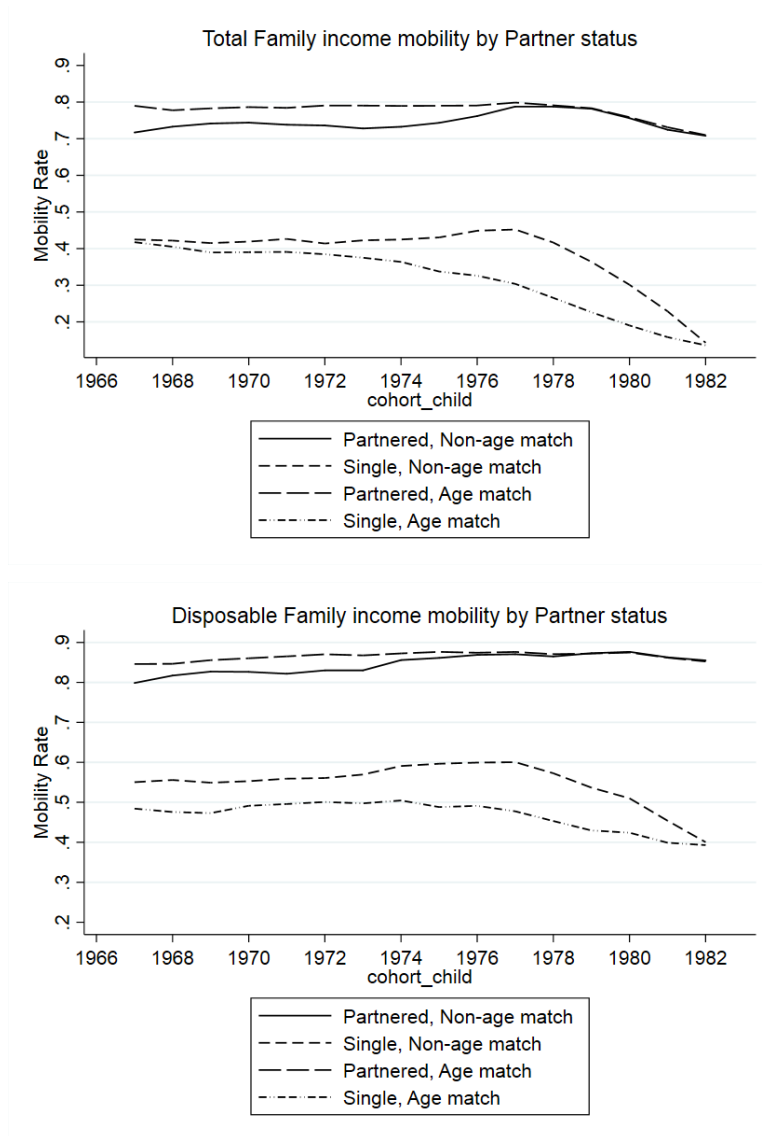 Total Family income mobility by Partner status
Mobility Rate
.9
.8
.7
.6
.5
.4
.3
.2
1966 1968 1970 1972 1974 1976 1978 1980 1982
cohort_child
Partnered, Non-age match
Single, Non-age match
Partnered, Age match
Single, Age match
Disposable Family income mobility by Partner status
Mobility Rate
.9
.8
.7
.6
.5
.4
.3
.2
1966 1968 1970 1972 1974 1976 1978 1980 1982
cohort_child
Partnered, Non-age match
Single, Non-age match
Partnered, Age match
Single, Age match